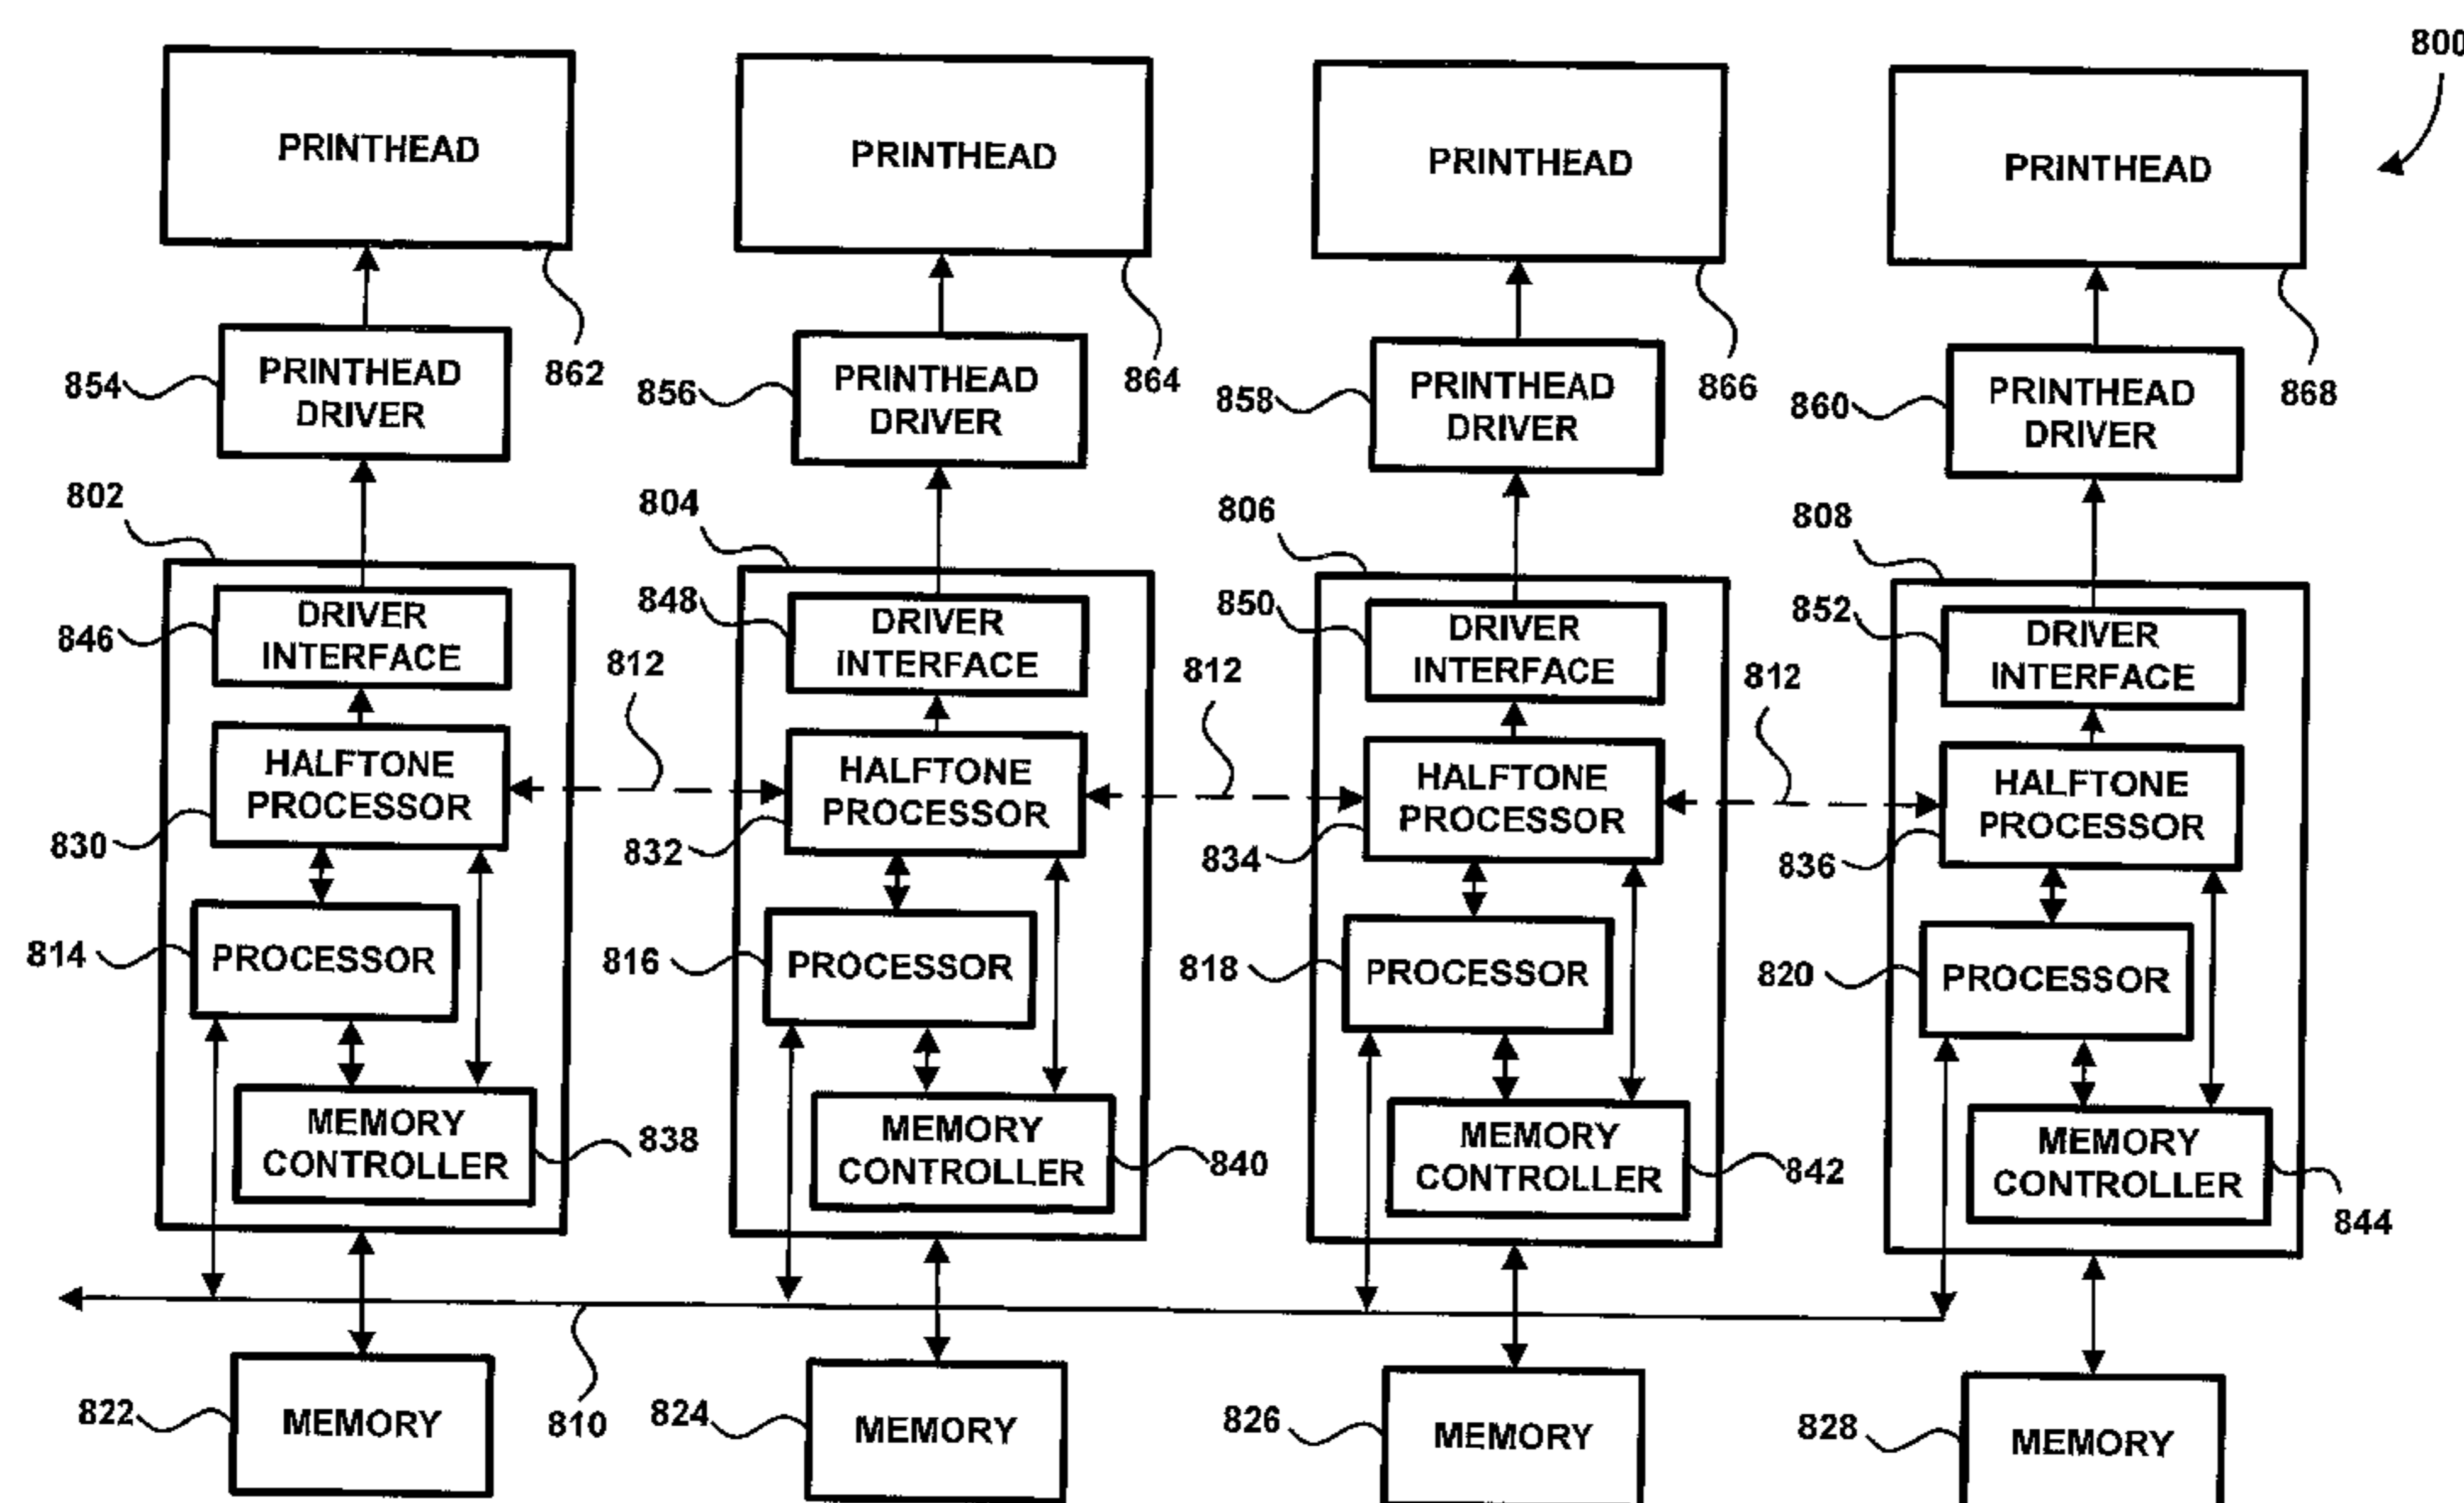 800
PRINTHEAD
PRINTHEAD
PRINTHEAD
PRINTHEAD
862
864
866
868
854
PRINTHEAD
DRIVER
856
PRINTHEAD
DRIVER
858
PRINTHEAD
DRIVER
860
PRINTHEAD
DRIVER
802
804
806
808
846
DRIVER
INTERFACE
848
DRIVER
INTERFACE
850
DRIVER
INTERFACE
852
DRIVER
INTERFACE
812
812
812
830
HALFTONE
PROCESSOR
832
HALFTONE
PROCESSOR
834
HALFTONE
PROCESSOR
836
HALFTONE
PROCESSOR
814
PROCESSOR
816
PROCESSOR
818
PROCESSOR
820
PROCESSOR
MEMORY
CONTROLLER
838
MEMORY
CONTROLLER
840
MEMORY
CONTROLLER
842
MEMORY
CONTROLLER
844
822
MEMORY
810
824
MEMORY
826
MEMORY
828
MEMORY